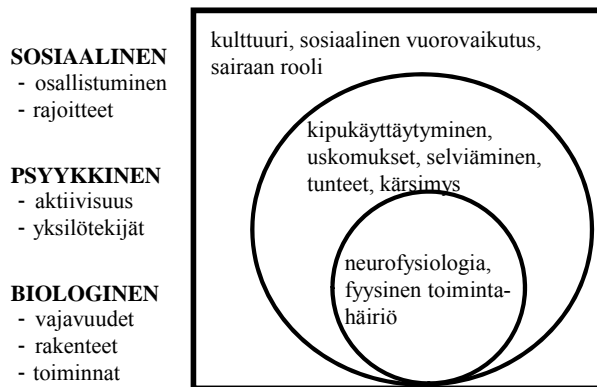 SOSIAALINEN
- osallistuminen
- rajoitteet
PSYYKKINEN
- aktiivisuus
- yksilötekijät
BIOLOGINEN
- vajavuudet
- rakenteet
- toiminnat
kulttuuri, sosiaalinen vuorovaikutus,
sairaan rooli
kipukäyttäytyminen,
uskomukset, selviäminen,
tunteet, kärsimys
neurofysiologia,
fyysinen toiminta-
häiriö